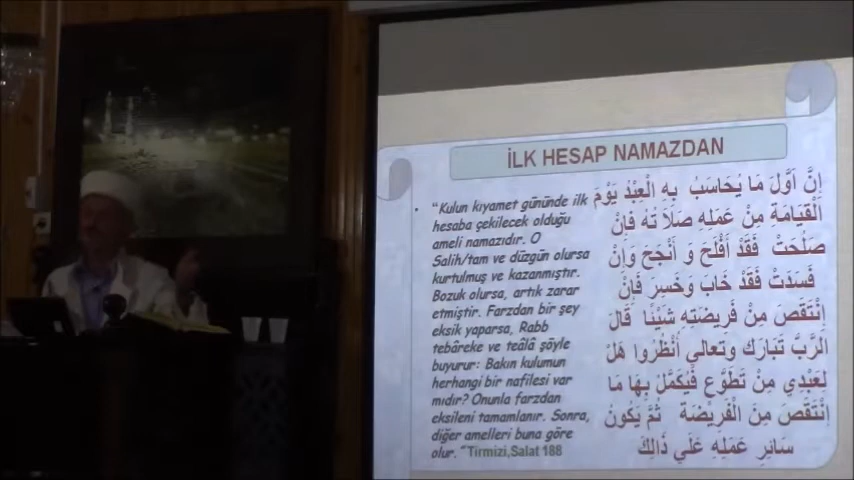 İLK HESAP NAMAZDAN
"Kulun kıyamet gününde ilk
hesaba çekilecek olduğu
ameli namazıdır. O
Salih/tam ve düzgün olursa
kurtulmuş ve kazanmıştır.
Bozuk olursa, artık zarar
etmiştir. Farzdan bir şey
eksik yaparsa, Rabb
tebâreke ve teâlâ şöyle
buyurur: Bakın kulumun
herhangi bir nafilesi var
mıdır? Onunla farzdan
eksileni tamamlanır. Sonra,
diğer amelleri buna göre
olur." Tirmizi,Salat 188
إِنَّ أَوَّلَ مَا يُحَاسَبُ بِهِ الْعَبْدُ يَوْمَ
الْقِيَامَةِ مِنْ عَمَلِهِ صَلَا تُهُ فَإِنْ
صَلُحَتْ فَقَدْ أَفْلَحَ وَ أَنْجَحَ وَإِنْ
فَسَدَتْ فَقَدْ خَابَ وَخَسِرَ فَإِنْ
انْتَقَصَ مِنْ فَرِيضَتِهِ شَيْئًا قَالَ
الرَّبُّ تَبَارَكَ وَتَعَالَى أُنْظُرُوا هَلْ
لِعَبْدِي مِنْ تَطَوُّعٍ فَيُكَمَّلُ بِهَا مَا
انْتَقَصَ مِنَ الْفَرِيضَةِ ثُمَّ يَكُونُ
سَائِرُ عَمَلِهِ عَلَى ذَلِكَ